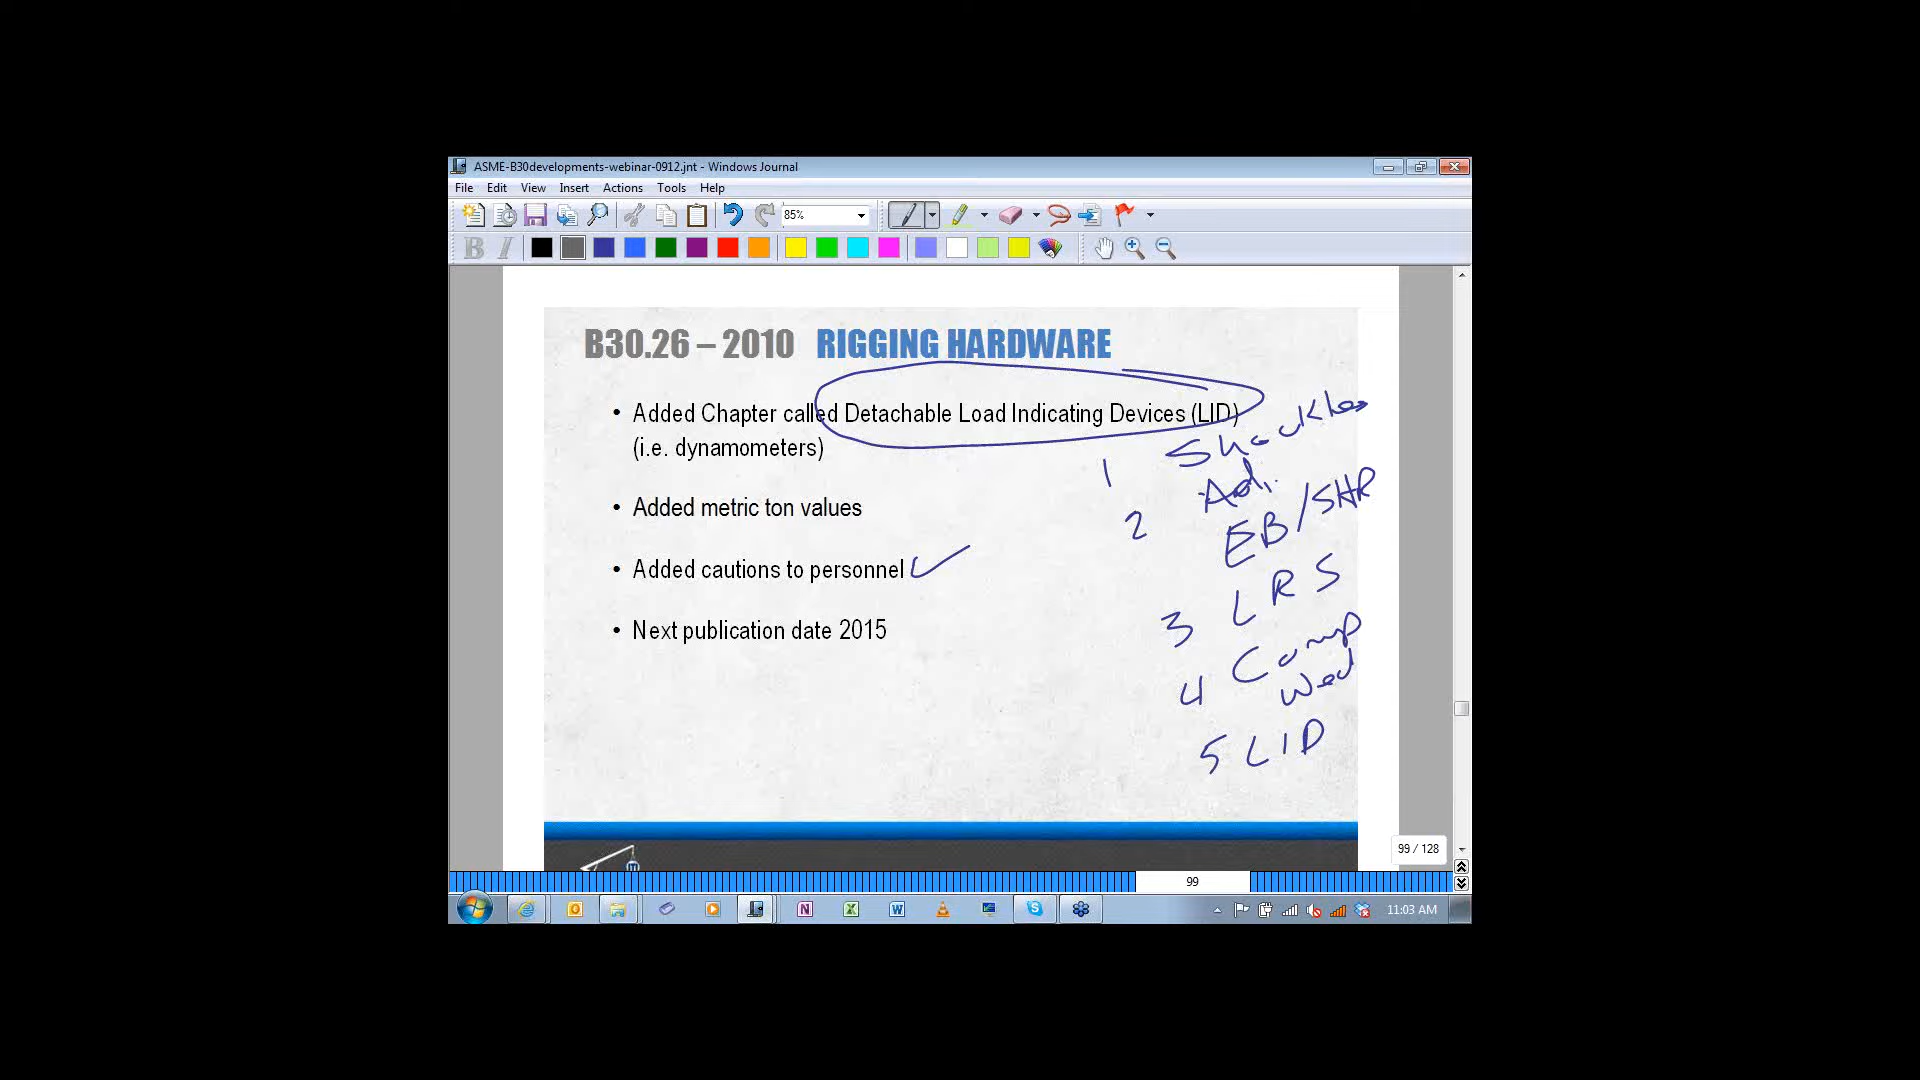 ASME-B30developments-webinar-0912.jnt - Windows Journal
File Edit View Insert Actions Tools Help
85%
B I
B30.26 – 2010 RIGGING HARDWARE
• Added Chapter called Detachable Load Indicating Devices (LID)
(i.e. dynamometers)
• Added metric ton values
• Added cautions to personnel
• Next publication date 2015
1 Shackles
2 Adj.
EB/SHR
3 LRS
4 Comp
Wed
5 LID
99 / 128
99
11:03 AM